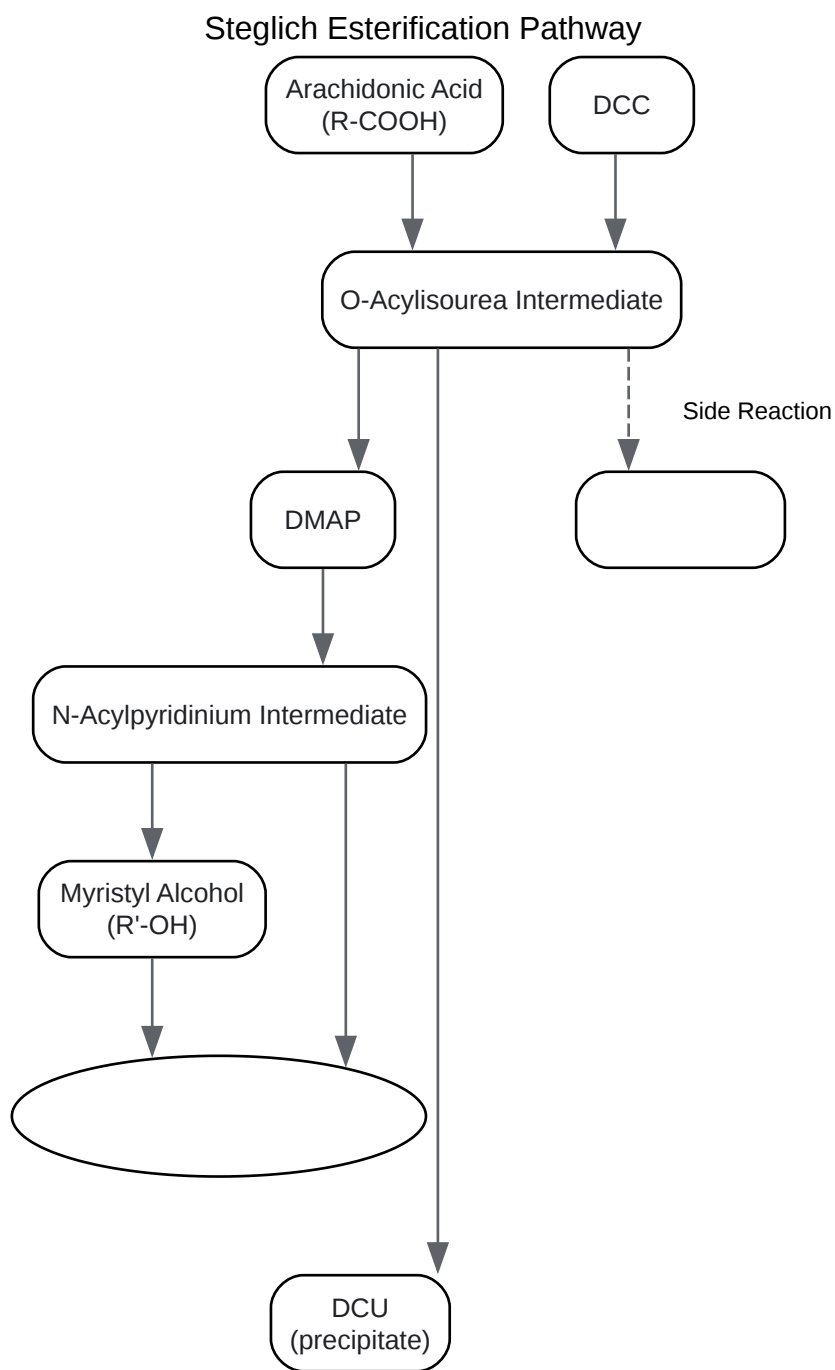 Steglich Esterification Pathway
Arachidonic Acid
(R-COOH)
DCC
O-Acylisourea Intermediate
Side Reaction
DMAP
N-Acylpyridinium Intermediate
Myristyl Alcohol
(R'-OH)
DCU
(precipitate)